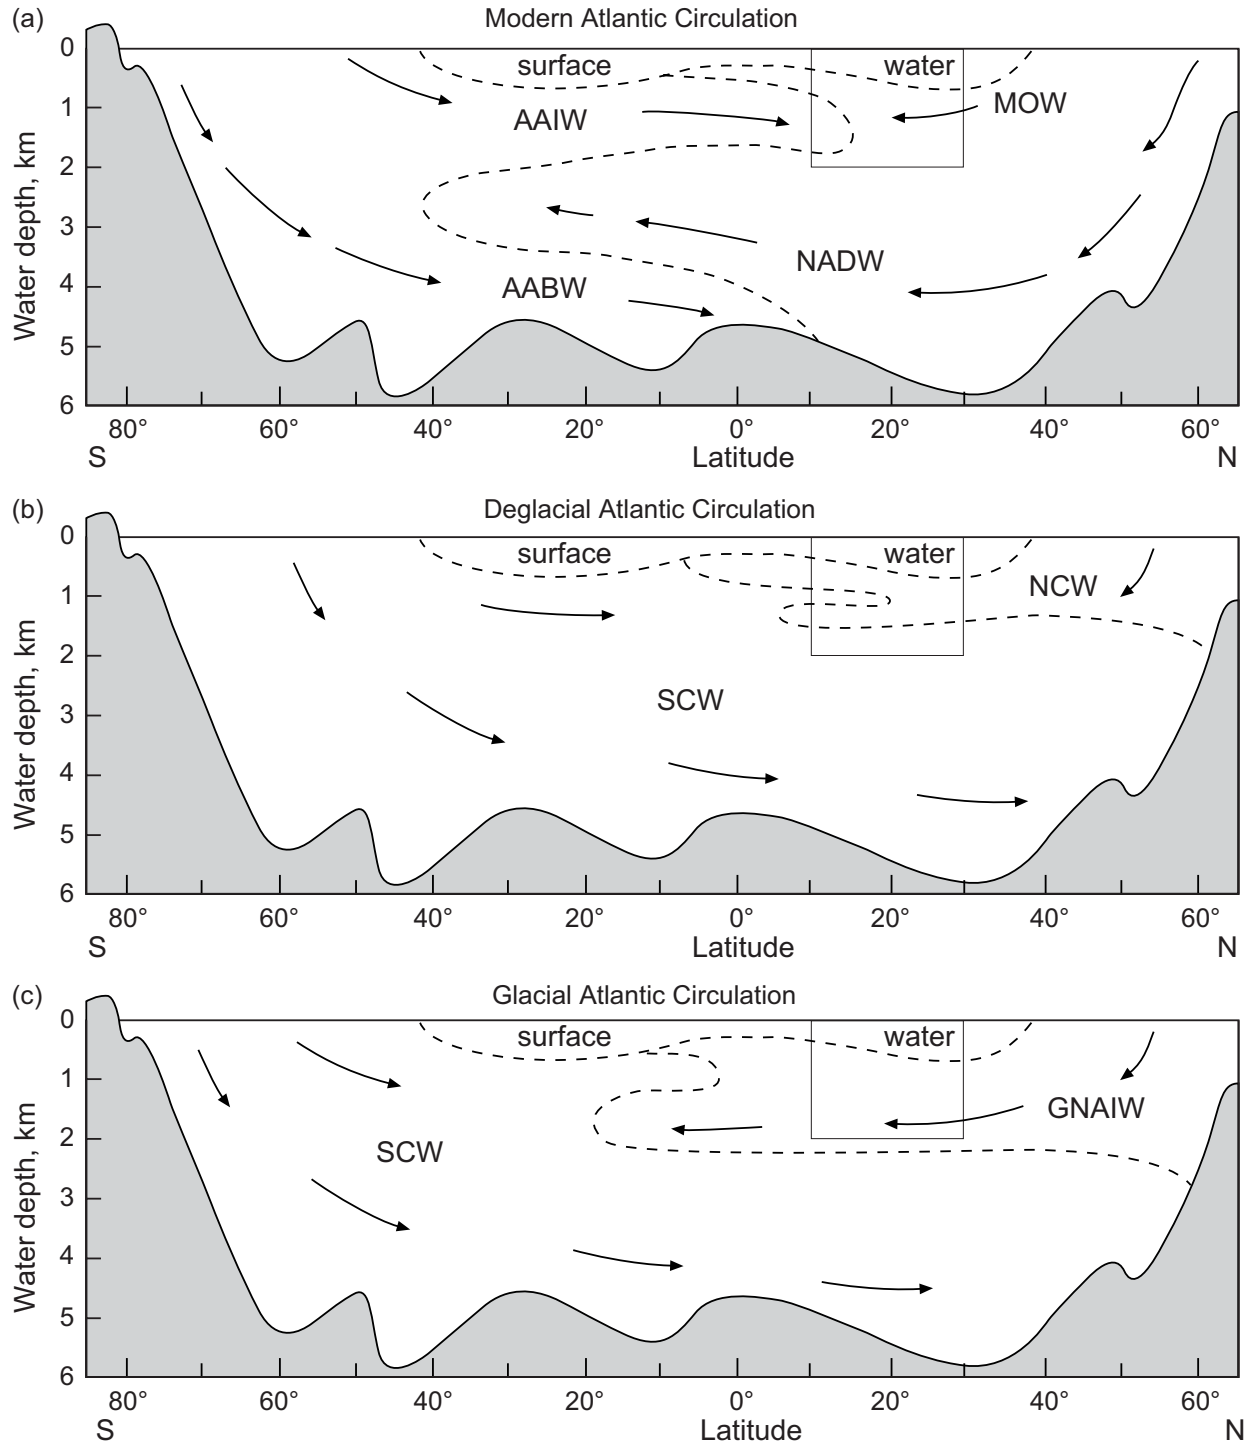 (a) Modern Atlantic Circulation
0
surface water
1
AAIW MOW
2
3
NADW
4
AABW
5
6
Water depth, km
80° 60° 40° 20° 0° 20° 40° 60°
S Latitude N
(b) Deglacial Atlantic Circulation
0
surface water
NCW
1
2
SCW
3
4
5
6
Water depth, km
80° 60° 40° 20° 0° 20° 40° 60°
S Latitude N
(c) Glacial Atlantic Circulation
0
surface water
1
GNAIW
2
SCW
3
4
5
6
Water depth, km
80° 60° 40° 20° 0° 20° 40° 60°
S Latitude N